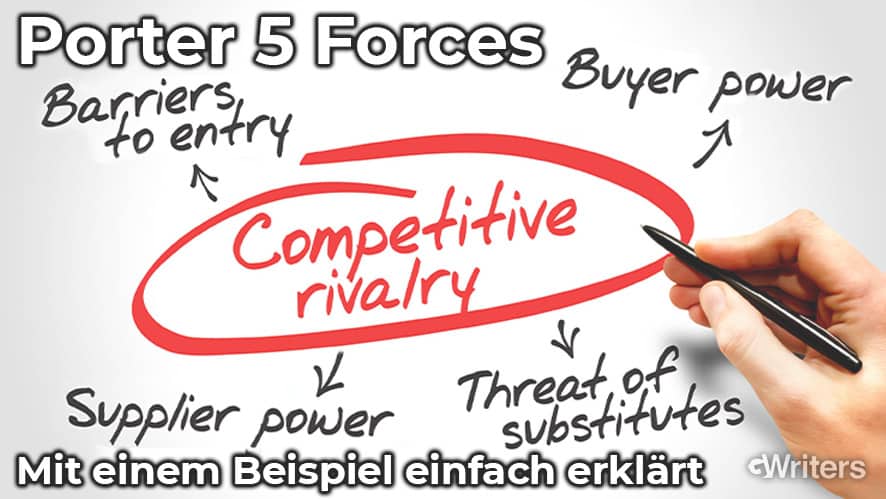 Porter 5 Forces
Barriers
to entry
Buyer power
Competitive
rivalry
Supplier power
Threat of
substitutes
Mit einem Beispiel einfach erklärt
GWriters